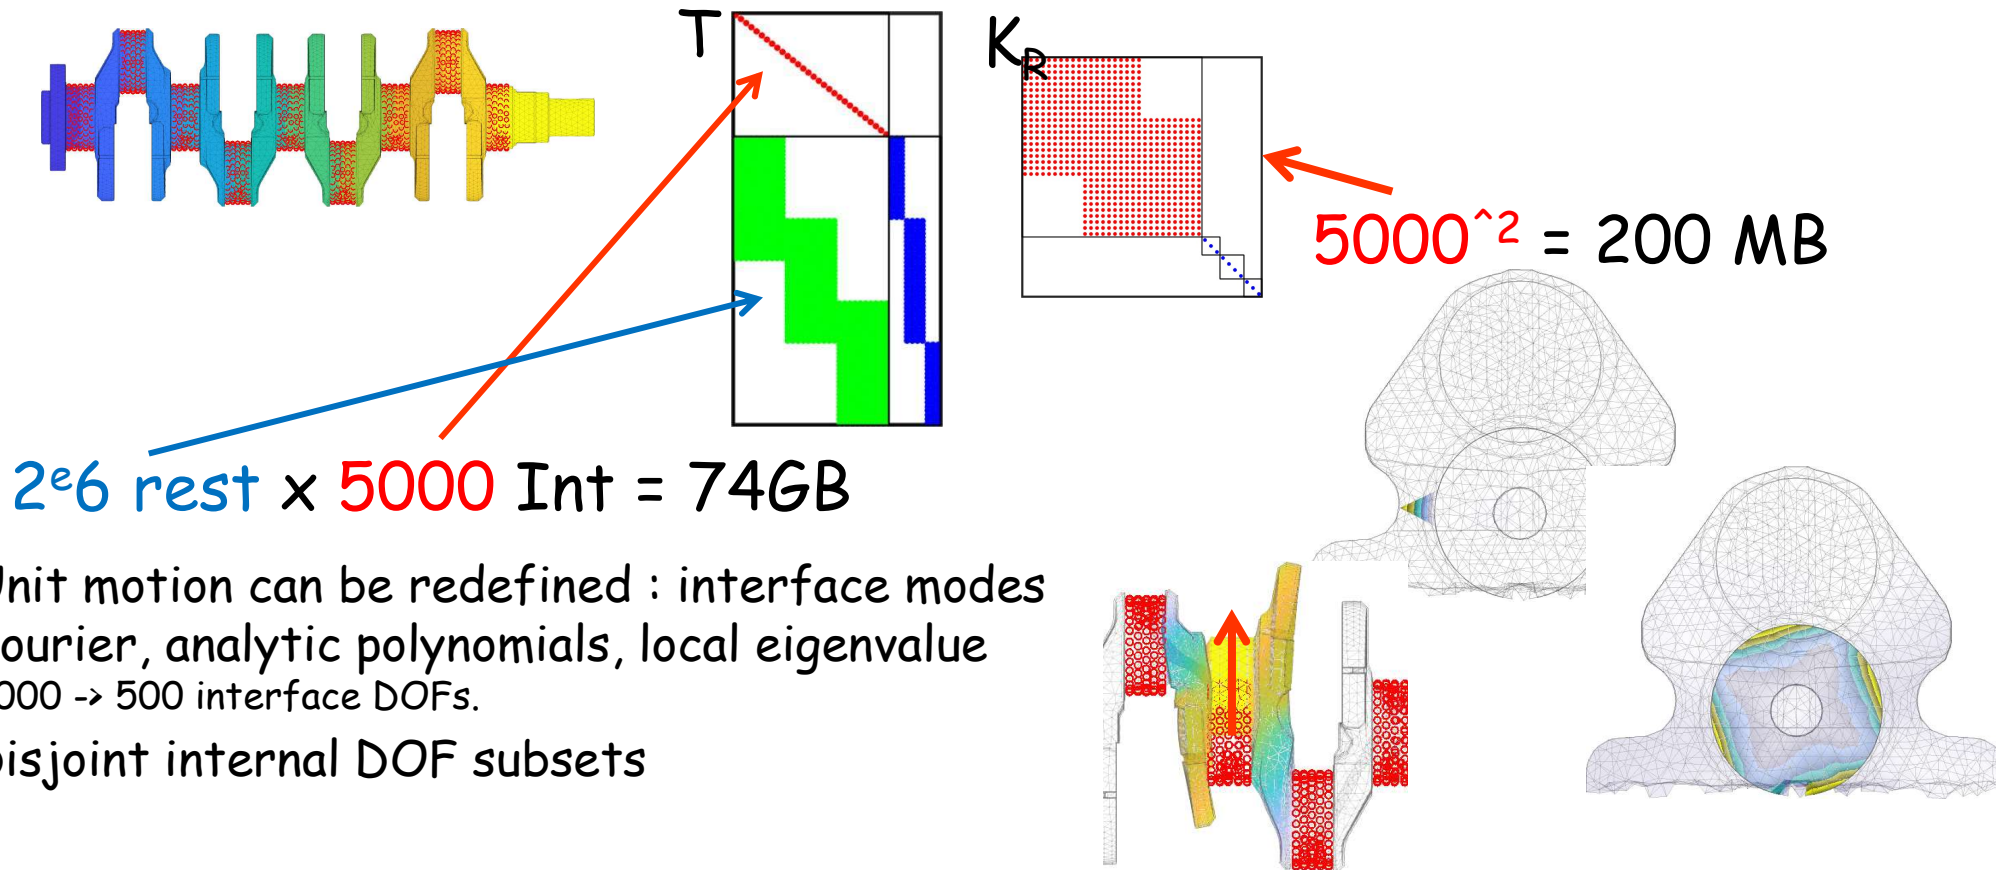 T
K_R
5000^2 = 200 MB
2e6 rest x 5000 Int = 74GB
Unit motion can be redefined : interface modes
ourier, analytic polynomials, local eigenvalue
000 -> 500 interface DOFs.
isjoint internal DOF subsets